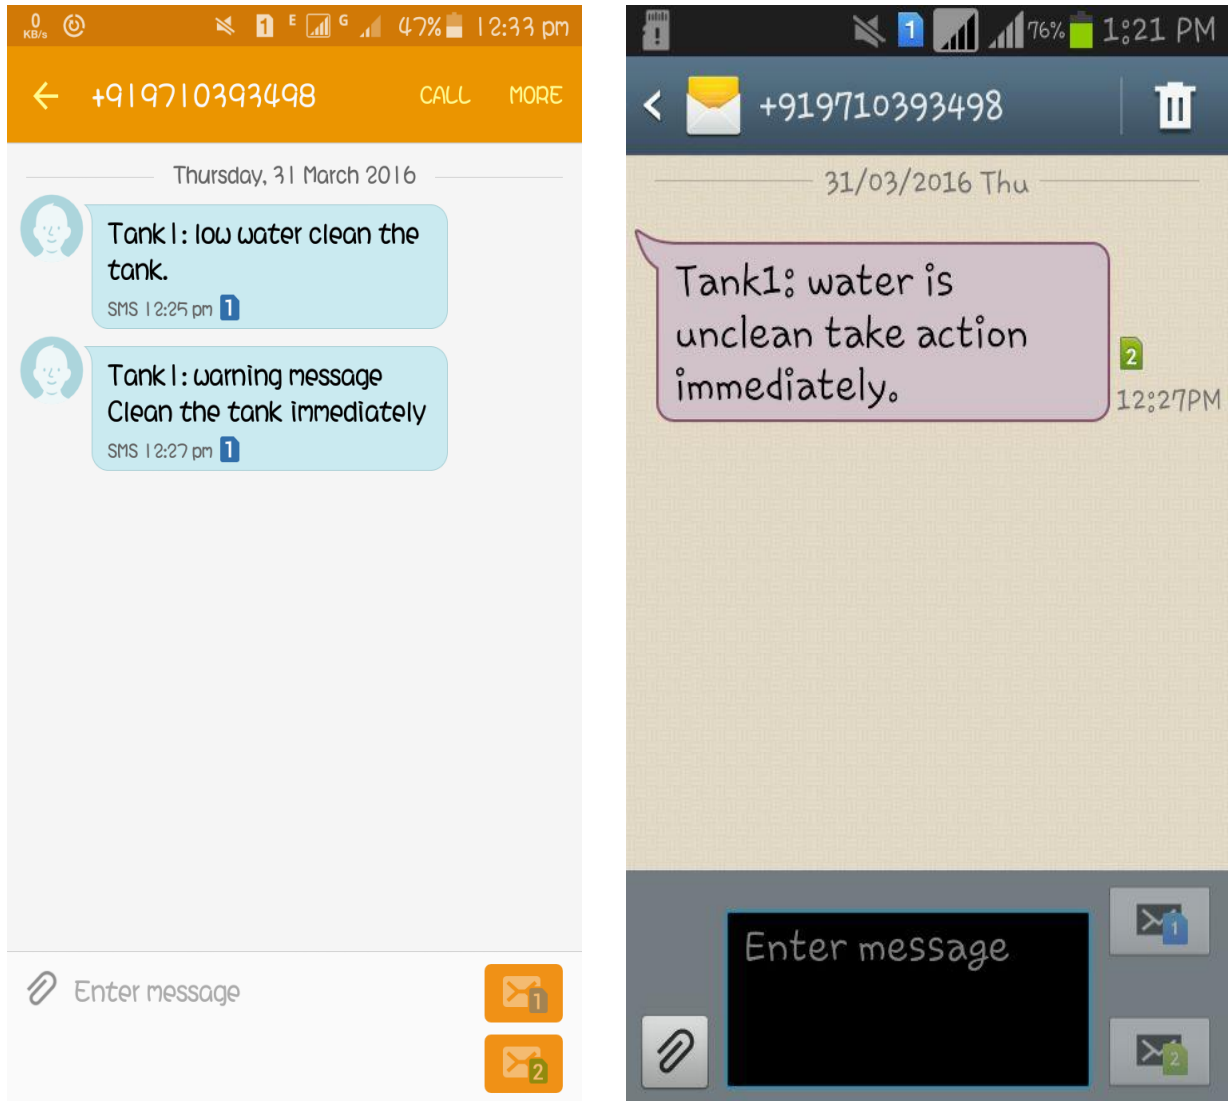 0
KB/s
1 E G 47% 12:33 pm
+919710393498 CALL MORE
Thursday, 31 March 2016
Tank1: low water clean the
tank.
SMS 12:25 pm 1
Tank1: warning message
Clean the tank immediately
SMS 12:27 pm 1
Enter message
1
2
1 76% 1:21 PM
+919710393498
31/03/2016 Thu
Tank1: water is
unclean take action
immediately.
2
12:27PM
Enter message
1
2